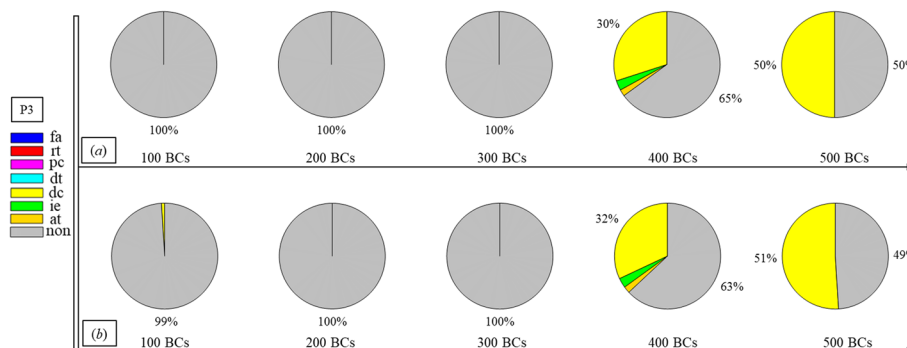 P3
fa
rt
pc
dt
dc
ie
at
non
30%
50%
50%
65%
100%
100%
100%
(a)
100 BCs
200 BCs
300 BCs
400 BCs
500 BCs
32%
51%
49%
63%
99%
100%
100%
(b)
100 BCs
200 BCs
300 BCs
400 BCs
500 BCs